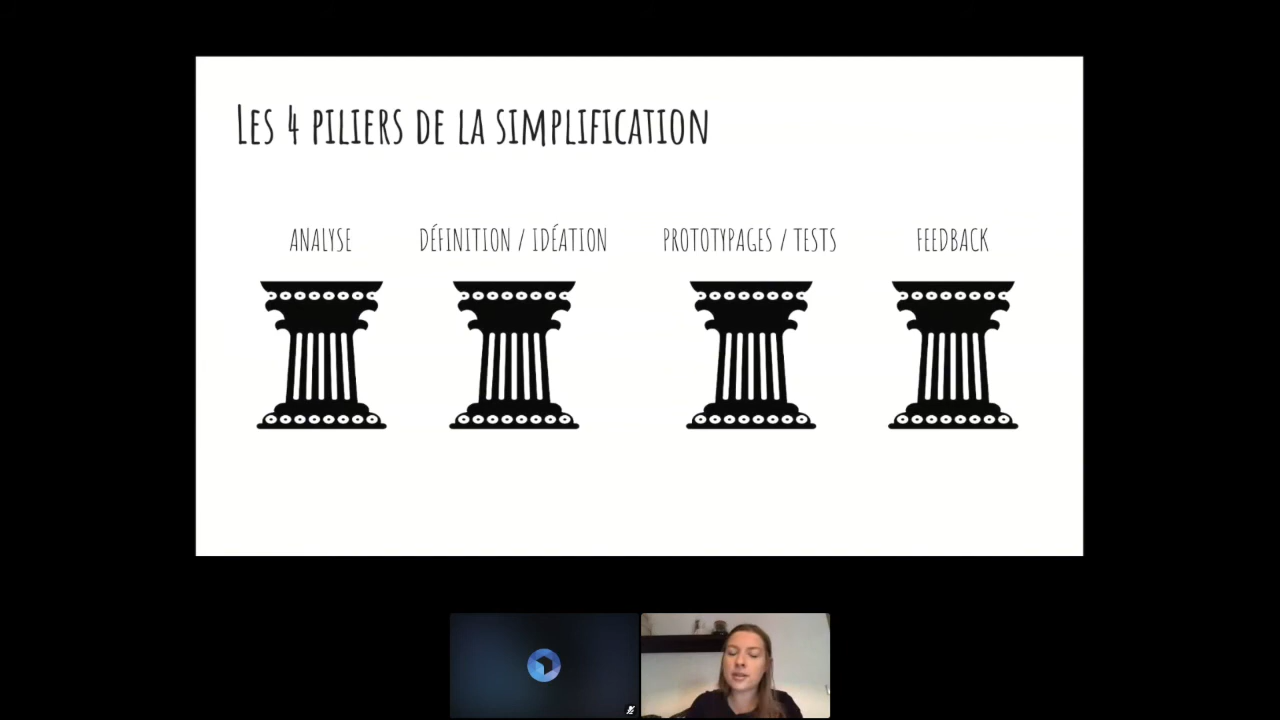 Les 4 piliers de la simplification
ANALYSE
DÉFINITION / IDÉATION
PROTOTYPAGES / TESTS
FEEDBACK